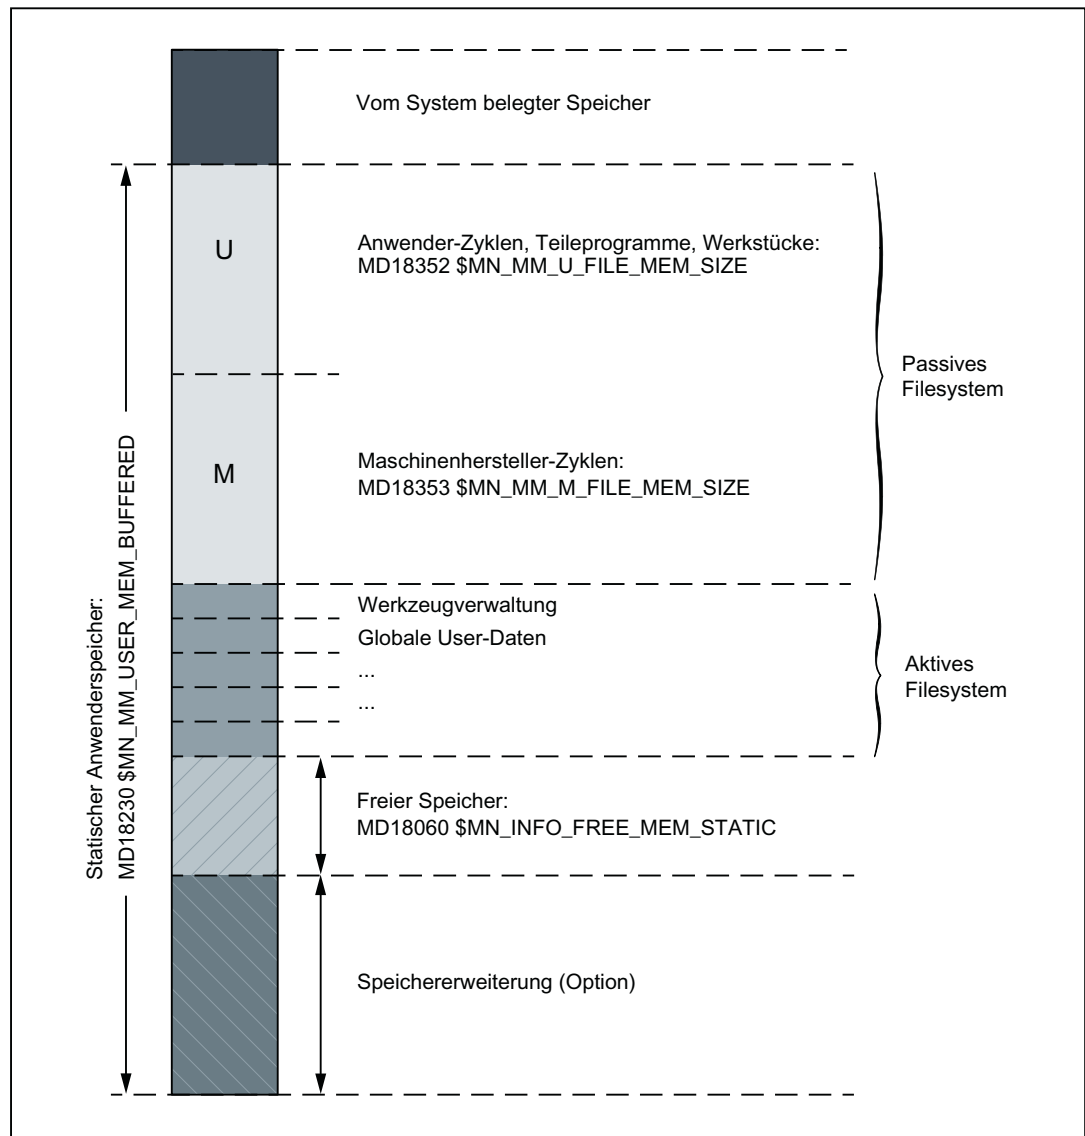 Vom System belegter Speicher
U
Anwender-Zyklen, Teileprogramme, Werkstücke:
MD18352 $MN_MM_U_FILE_MEM_SIZE
Passives
Filesystem
M
Maschinenhersteller-Zyklen:
MD18353 $MN_MM_M_FILE_MEM_SIZE
Statischer Anwenderspeicher:
MD18230 $MN_MM_USER_MEM_BUFFERED
Werkzeugverwaltung
Globale User-Daten
...
...
Aktives
Filesystem
Freier Speicher:
MD18060 $MN_INFO_FREE_MEM_STATIC
Speichererweiterung (Option)